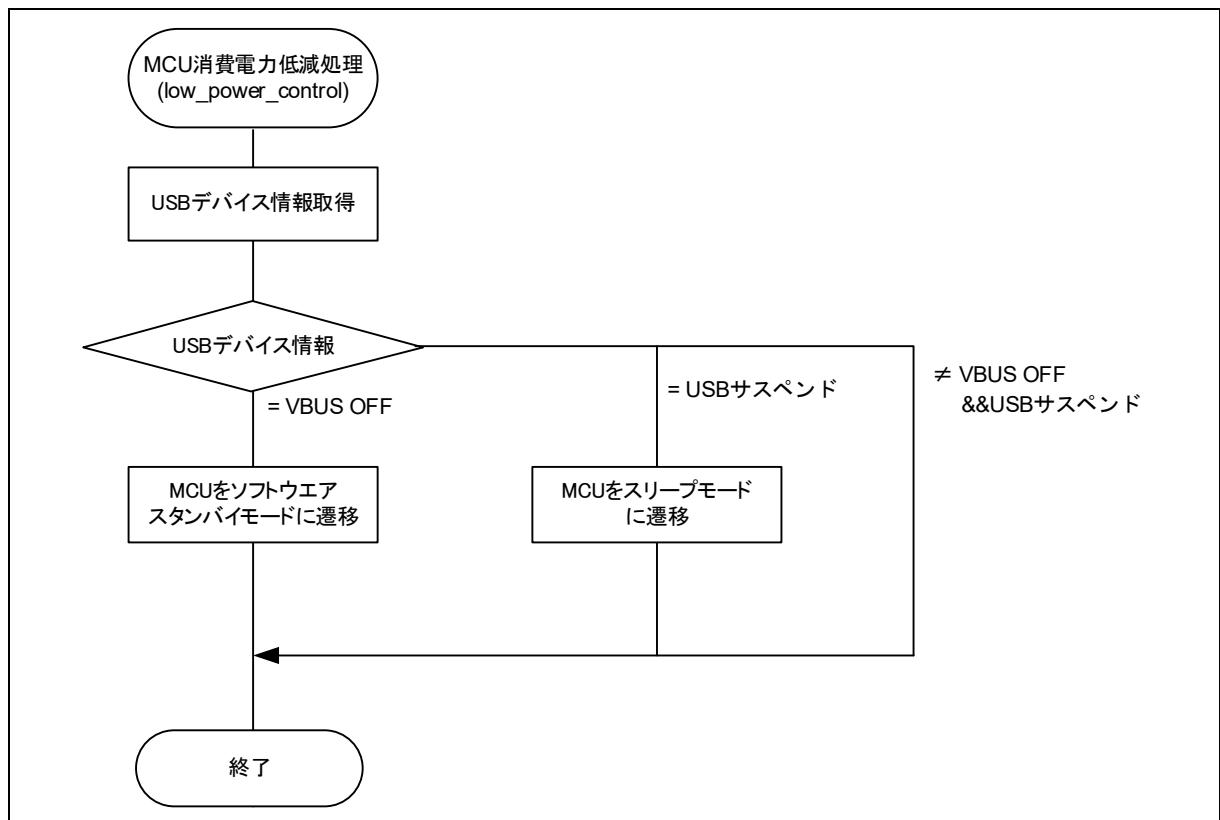 MCU消費電力低減処理
(low_power_control)
USBデバイス情報取得
USBデバイス情報
= VBUS OFF
= USBサスペンド
≠ VBUS OFF
&&USBサスペンド
MCUをソフトウエア
スタンバイモードに遷移
MCUをスリープモード
に遷移
終了